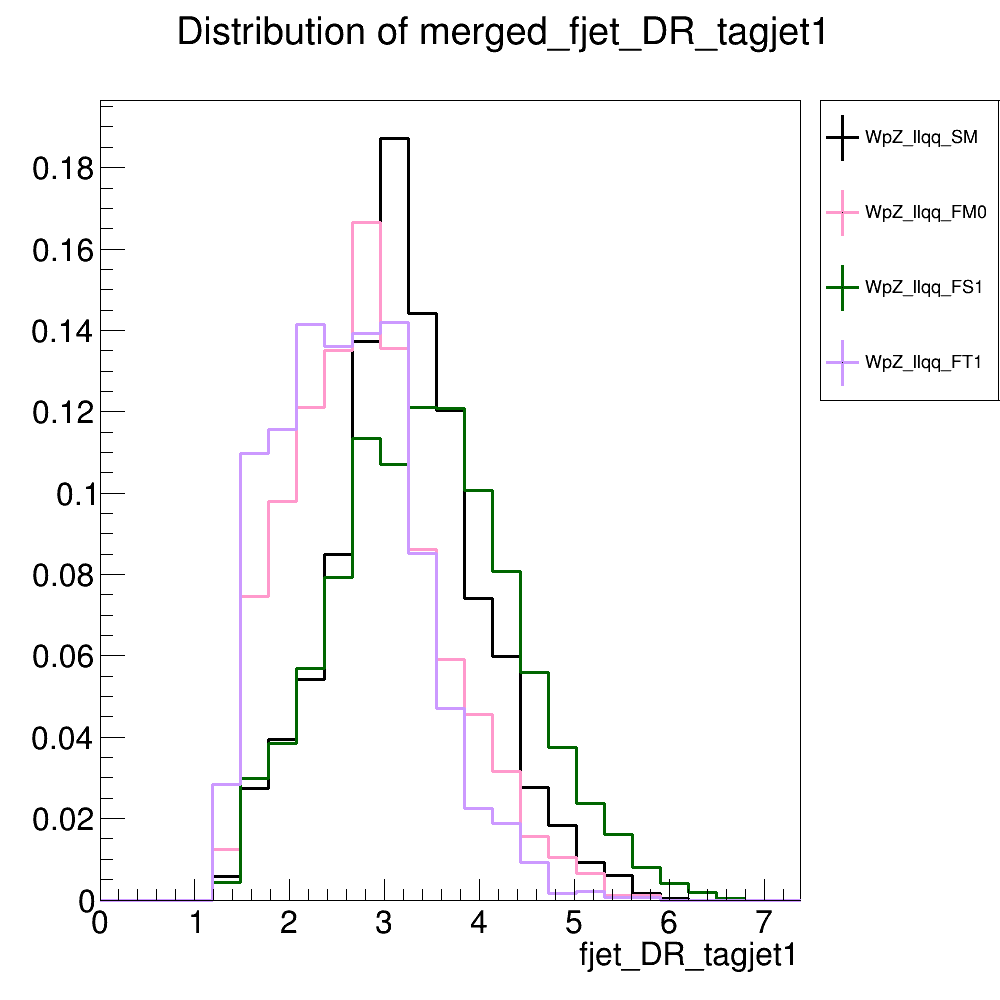 Distribution of merged_fjet_DR_tagjet1
WpZ_llqq_SM
WpZ_llqq_FM0
WpZ_llqq_FS1
WpZ_llqq_FT1
0.18
0.16
0.14
0.12
0.1
0.08
0.06
0.04
0.02
0
0 1 2 3 4 5 6 7
fjet_DR_tagjet1